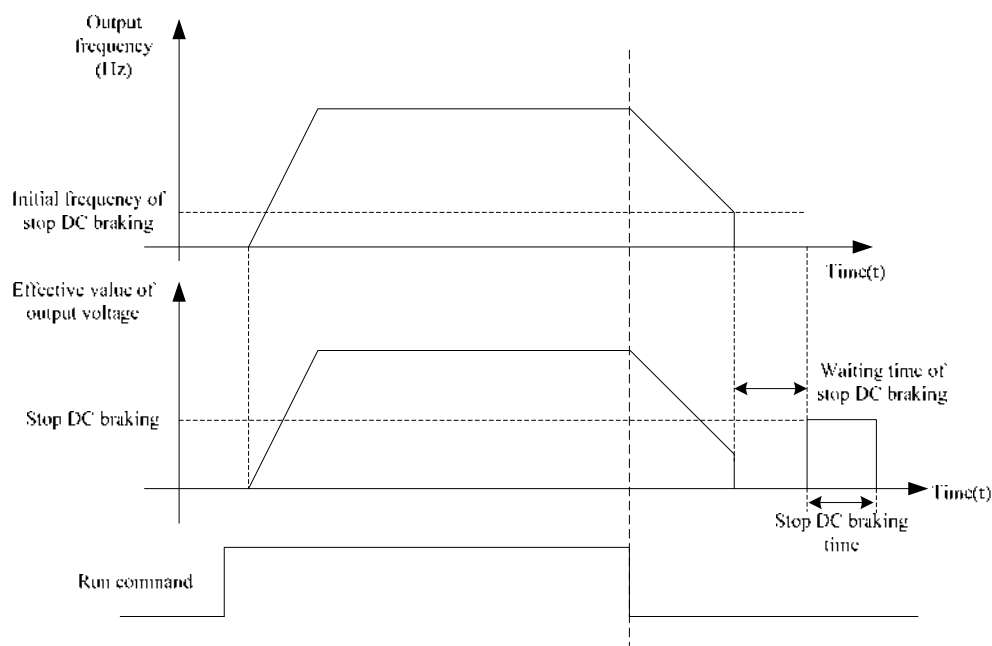 Output
frequency
(Hz)
Initial frequency of
stop DC braking
Time(t)
Effective value of
output voltage
Waiting time of
stop DC braking
Stop DC braking
Time(t)
Stop DC braking
time
Run command